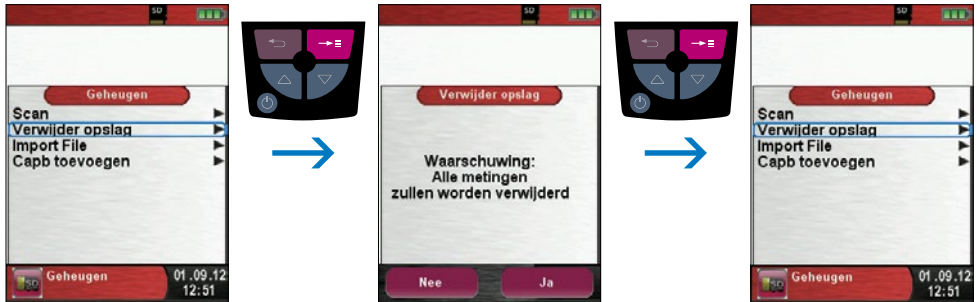 SD
Geheugen
Scan
Verwijder opslag
Import File
Capb toevoegen
SD
Geheugen
01.09.12
12:51
SD
Verwijder opslag
Waarschuwing:
Alle metingen
zullen worden verwijderd
Nee
Ja
SD
Geheugen
Scan
Verwijder opslag
Import File
Capb toevoegen
SD
Geheugen
01.09.12
12:51